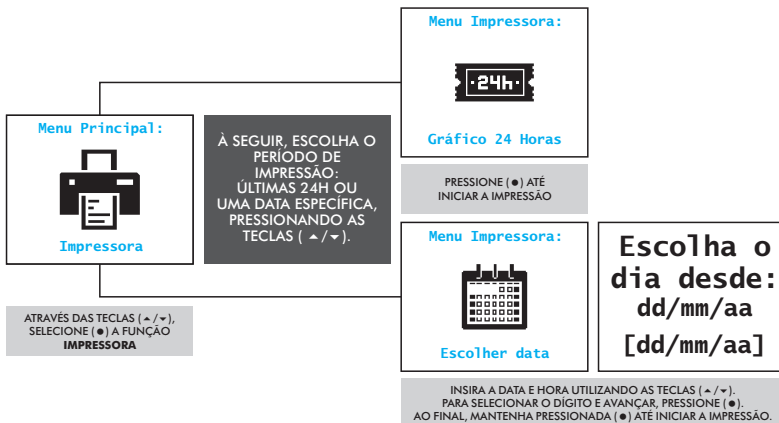 Menu Principal:
Impressora
ATRAVÉS DAS TECLAS (▲/▼),
SELECIONE (●) A FUNÇÃO
IMPRESSORA
À SEGUIR, ESCOLHA O
PERÍODO DE
IMPRESSÃO:
ÚLTIMAS 24H OU
UMA DATA ESPECÍFICA,
PRESSIONANDO AS
TECLAS ( ▲/▼).
Menu Impressora:
24h
Gráfico 24 Horas
PRESSIONE (●) ATÉ
INICIAR A IMPRESSÃO
Menu Impressora:
Escolher data
Escolha o
dia desde:
dd/mm/aa
[dd/mm/aa]
INSIRA A DATA E HORA UTILIZANDO AS TECLAS (▲/▼).
PARA SELECIONAR O DÍGITO E AVANÇAR, PRESSIONE (●).
AO FINAL, MANTENHA PRESSIONADA (●) ATÉ INICIAR A IMPRESSÃO.